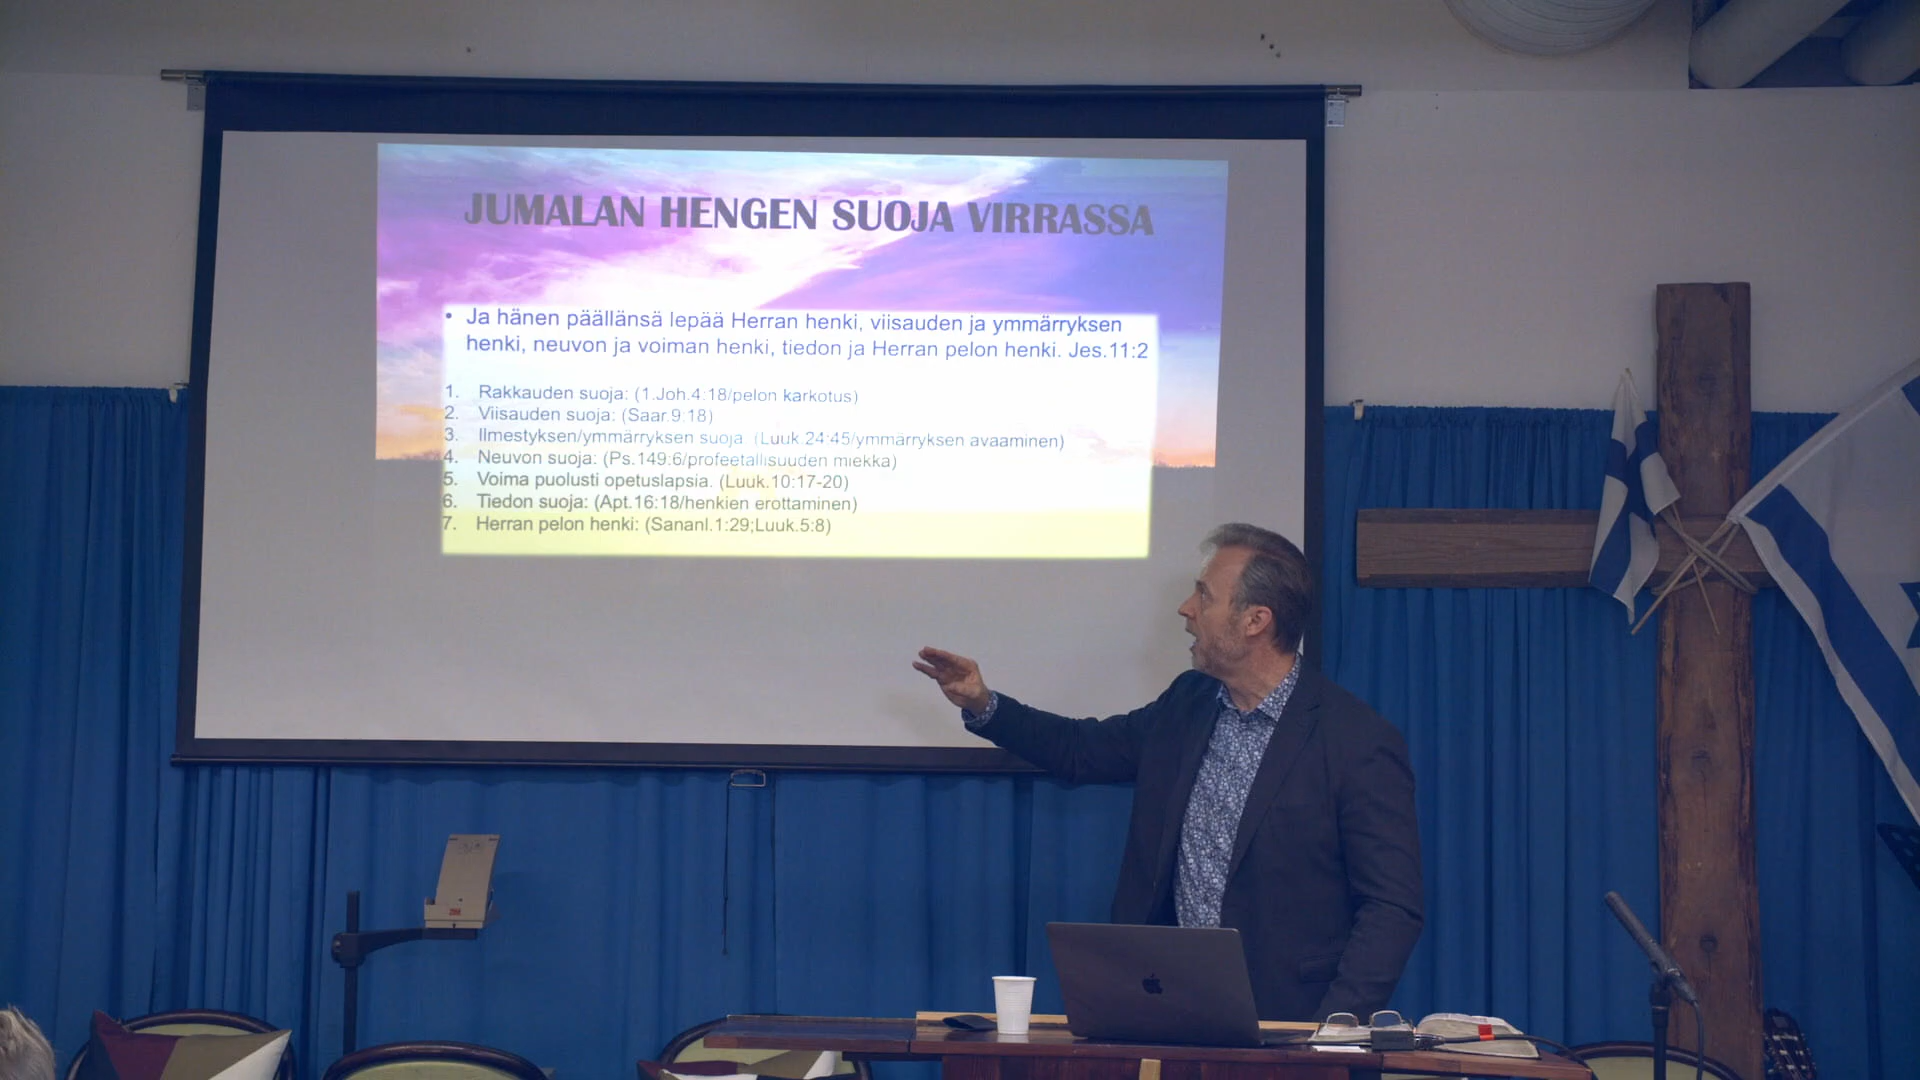 JUMALAN HENGEN SUOJA VIRRASSA
• Ja hänen päällänsä lepää Herran henki, viisauden ja ymmärryksen
henki, neuvon ja voiman henki, tiedon ja Herran pelon henki. Jes.11:2
1. Rakkauden suoja: (1.Joh.4:18/pelon karkotus)
2. Viisauden suoja: (Saar.9:18)
3. Ilmestyksen/ymmärryksen suoja: (Luuk.24:45/ymmärryksen avaaminen)
4. Neuvon suoja: (Ps.149:6/profeetallisuuden miekka)
5. Voima puolusti opetuslapsia. (Luuk.10:17-20)
6. Tiedon suoja: (Apt.16:18/henkien erottaminen)
7. Herran pelon henki: (Sananl.1:29;Luuk.5:8)